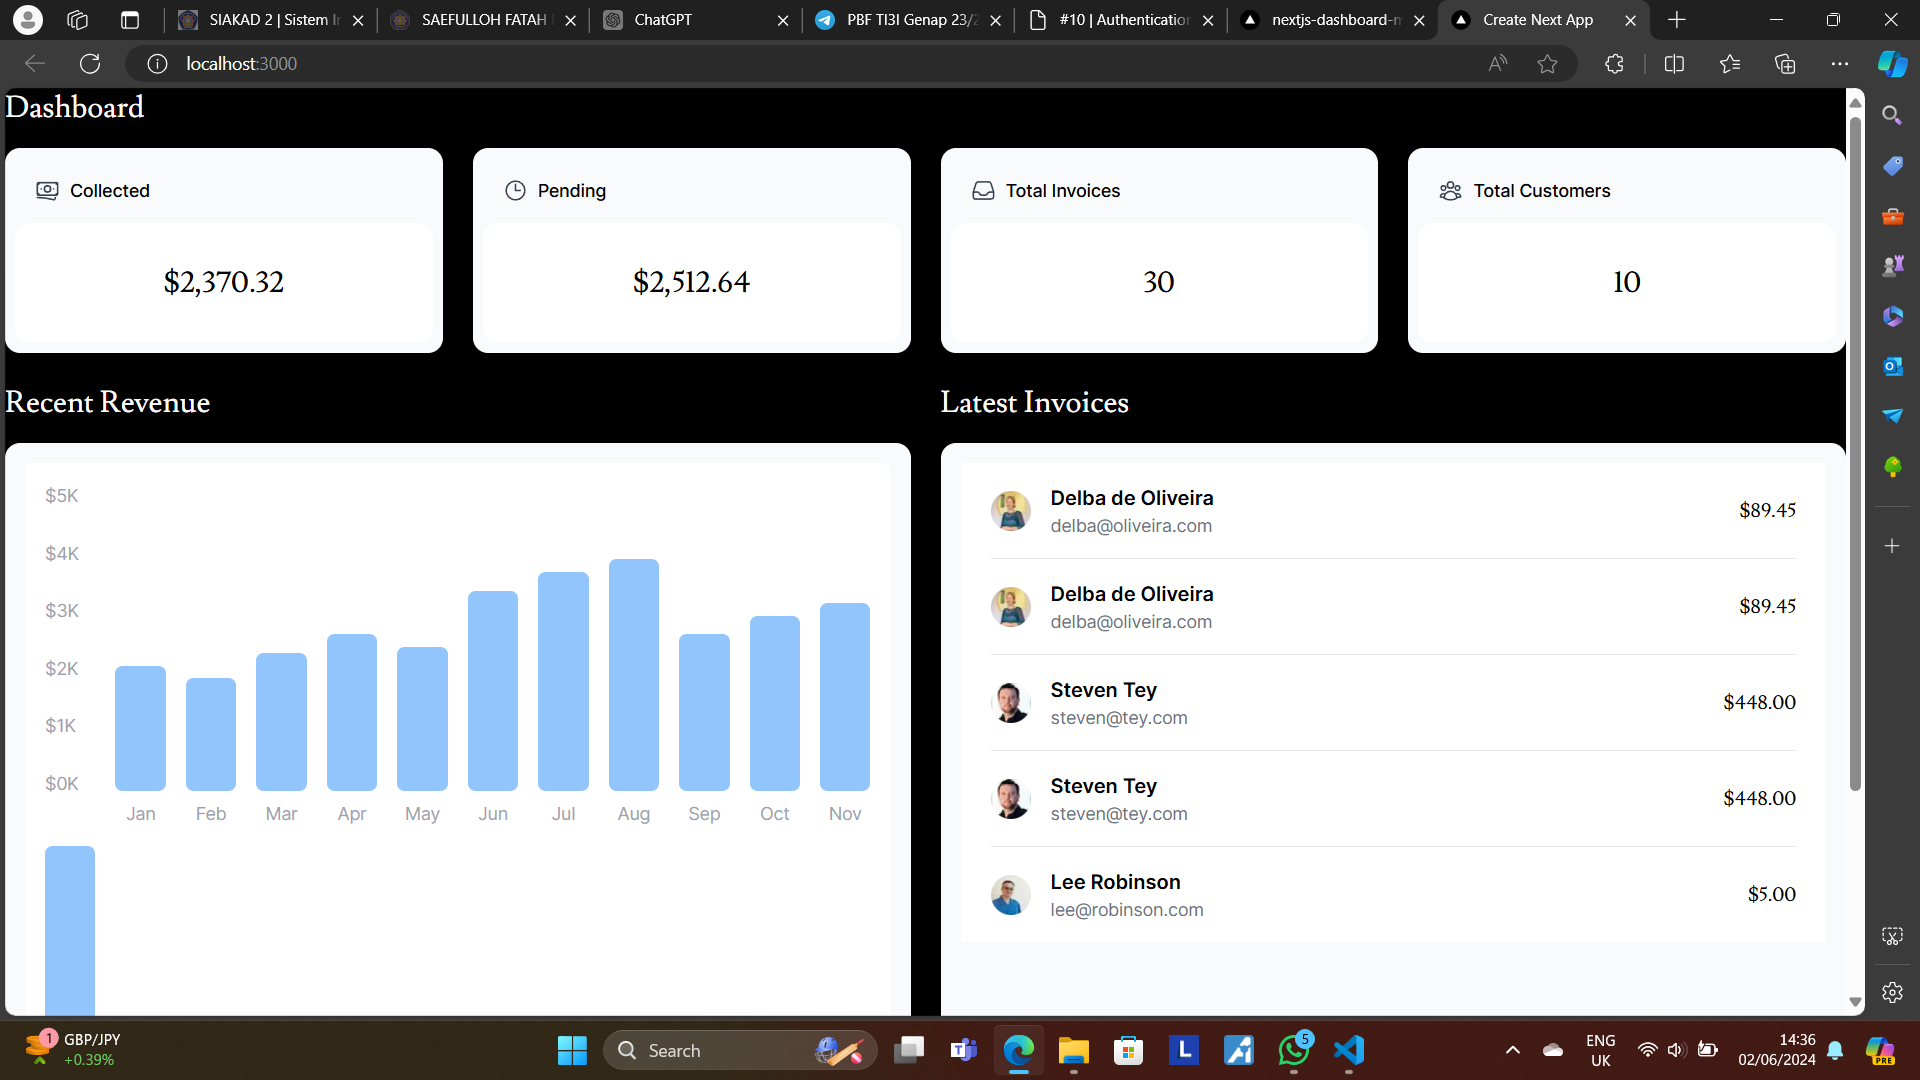 SIAKAD 2 | Sistem Ir
SAEFULLOH FATAH
ChatGPT
PBF TI3I Genap 23/2
#10 | Authentication
nextjs-dashboard-m
Create Next App
localhost:3000
Dashboard
Collected
$2,370.32
Pending
$2,512.64
Total Invoices
30
Total Customers
10
Recent Revenue
$5K
$4K
$3K
$2K
$1K
$0K
Jan Feb Mar Apr May Jun Jul Aug Sep Oct Nov
Latest Invoices
Delba de Oliveira
delba@oliveira.com
$89.45
Delba de Oliveira
delba@oliveira.com
$89.45
Steven Tey
steven@tey.com
$448.00
Steven Tey
steven@tey.com
$448.00
Lee Robinson
lee@robinson.com
$5.00
1
GBP/JPY
+0.39%
Search
T
L
5
ENG
UK
14:36
02/06/2024
PRE